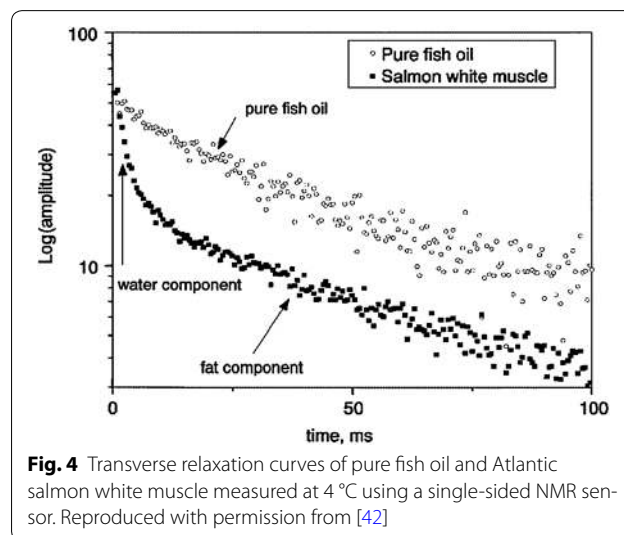 100
Pure fish oil
Salmon white muscle
pure fish oil
Log(amplitude)
10
water component
fat component
0
50
100
time, ms
Fig. 4 Transverse relaxation curves of pure fish oil and Atlantic
salmon white muscle measured at 4 °C using a single-sided NMR sen-
sor. Reproduced with permission from [42]